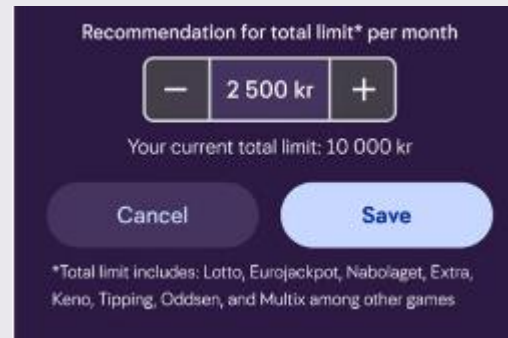 Recommendation for total limit* per month
− 2 500 kr +
Your current total limit: 10 000 kr
Cancel Save
*Total limit includes: Lotto, Eurojackpot, Nabolaget, Extra,
Keno, Tipping, Oddsen, and Multix among other games